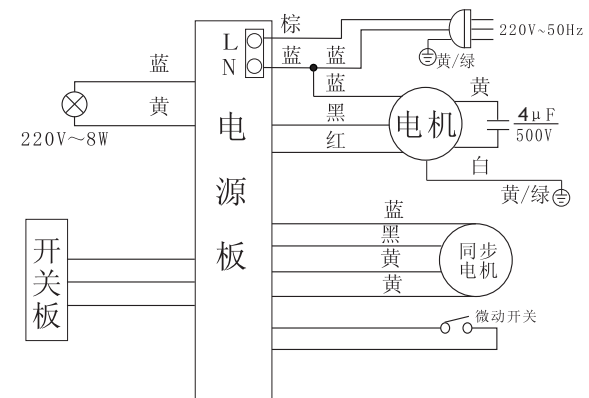 棕
L
N
蓝
蓝
220V~50Hz
黄/绿
蓝
黄
220V~8W
蓝
黑
红
电机
黄
4μF
500V
白
黄/绿
电
源
板
开
关
板
蓝
黑
黄
黄
同步
电机
微动开关